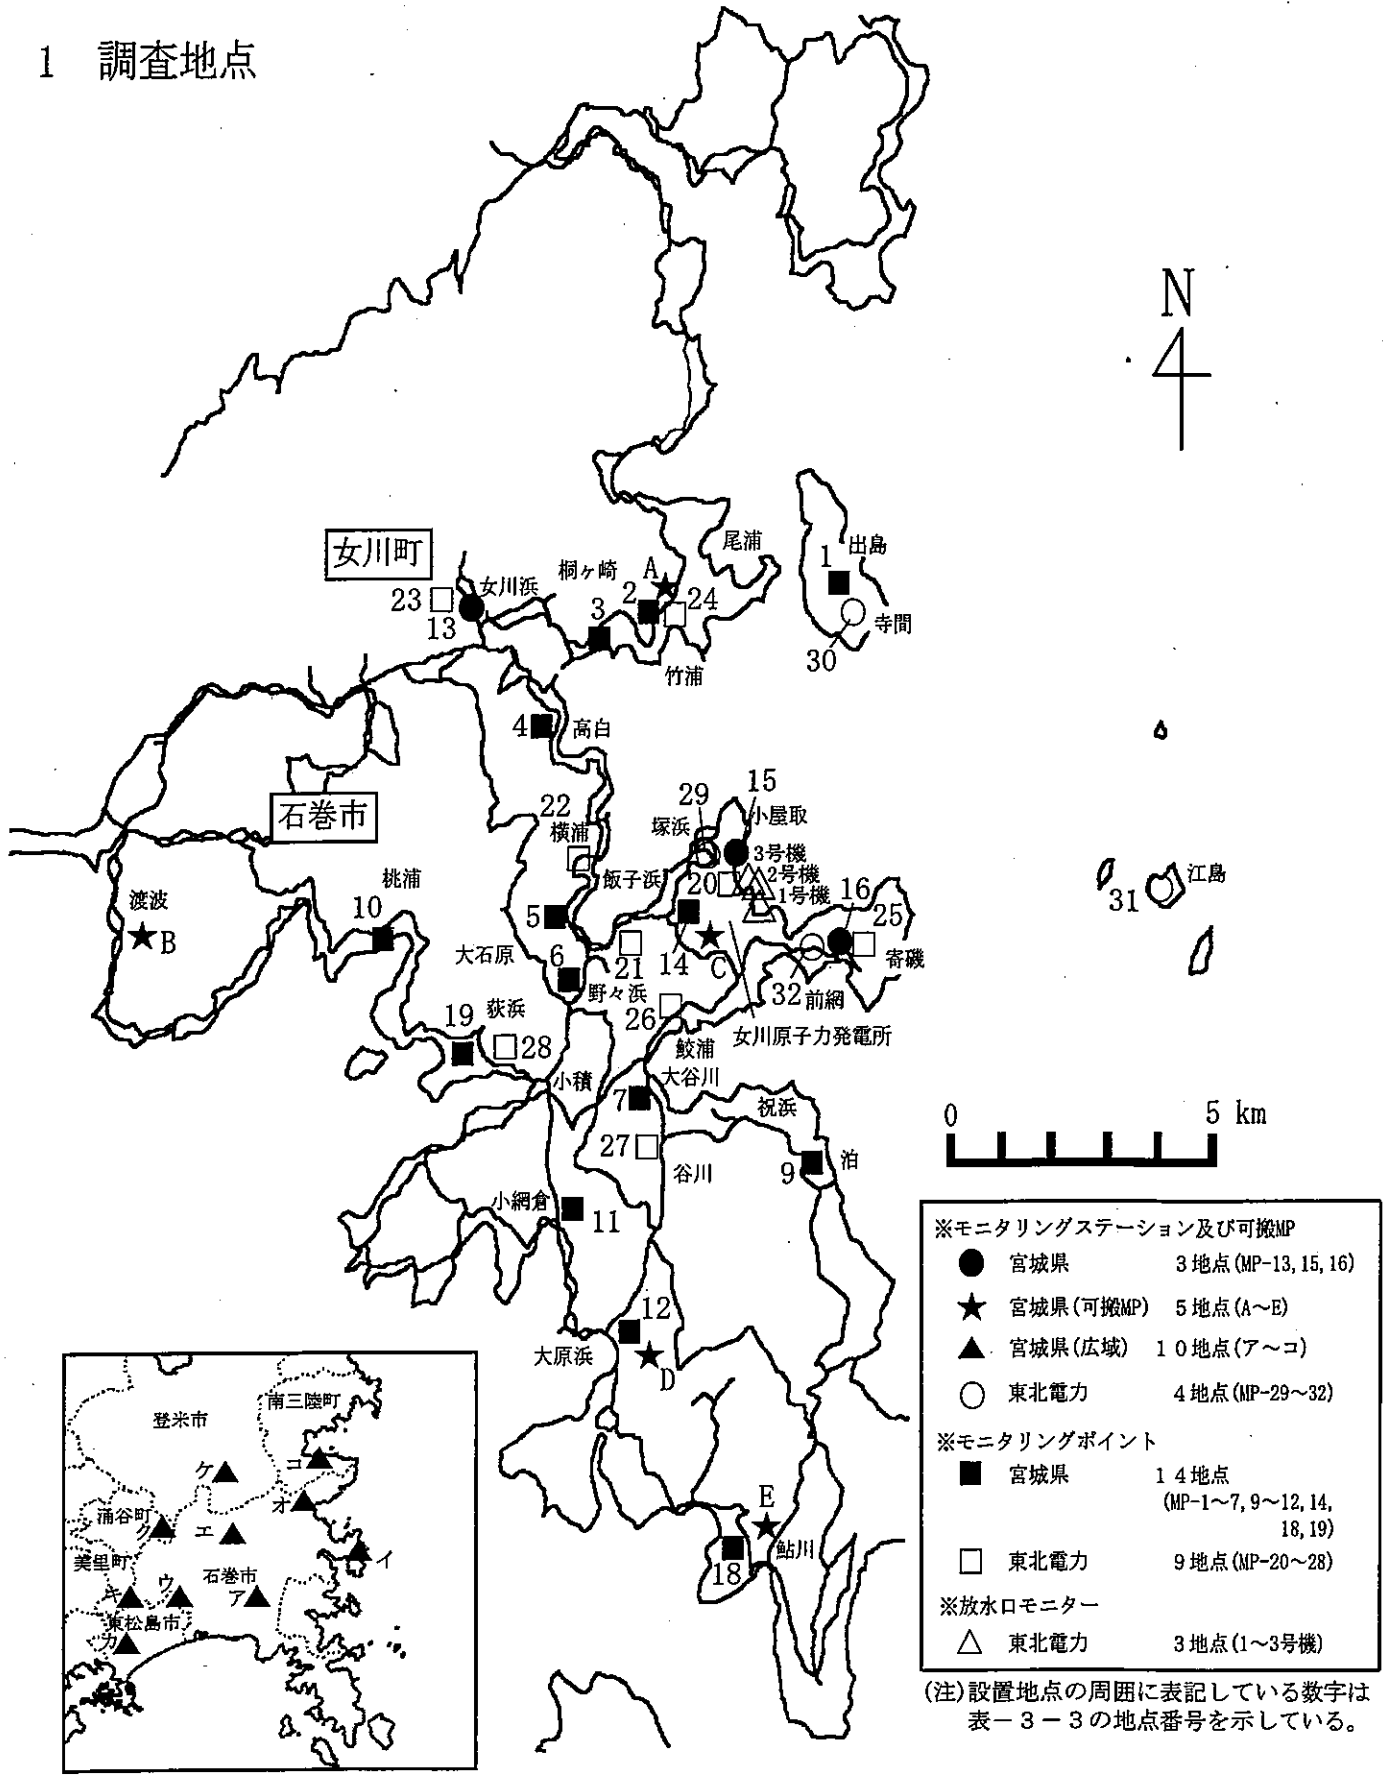 1 調査地点
N
尾浦
出島
1
女川町
桐ヶ崎
A
女川浜
23
2
24
3
13
寺間
30
竹浦
4
高白
15
29
小屋取
石巻市
22
横浦
塚浜
3号機
2号機
20
飯子浜
1号機
16
江島
31
桃浦
25
渡波
10
B
5
大石原
21
14
C
寄磯
6
野々浜
32
前網
26
19
荻浜
28
鮫浦
女川原子力発電所
小積
大谷川
7
祝浜
0 5 km
27
谷川
9
泊
小網倉
11
12
大原浜
D
E
18
鮎川
※モニタリングステーション及び可搬MP
● 宮城県 3地点(MP-13,15,16)
★ 宮城県(可搬MP) 5地点(A～E)
▲ 宮城県(広域) 10地点(ア～コ)
○ 東北電力 4地点(MP-29～32)
※モニタリングポイント
■ 宮城県 14地点
(MP-1～7,9～12,14,
18,19)
□ 東北電力 9地点(MP-20～28)
※放水口モニター
△ 東北電力 3地点(1～3号機)
(注)設置地点の周囲に表記している数字は
表－3－3の地点番号を示している。
南三陸町
登米市
ケ
コ
オ
涌谷町
ク
エ
イ
美里町
石巻市
キ
ウ
ア
東松島市
カ